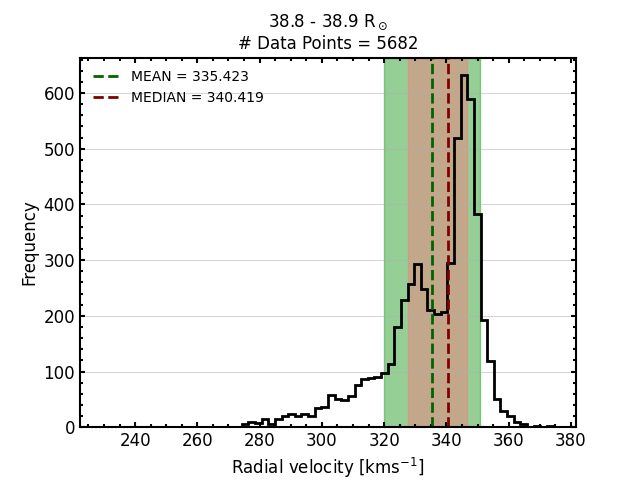 38.8 - 38.9 R⊙
# Data Points = 5682
MEAN = 335.423
MEDIAN = 340.419
Frequency
600
500
400
300
200
100
0
240 260 280 300 320 340 360 380
Radial velocity [kms⁻¹]